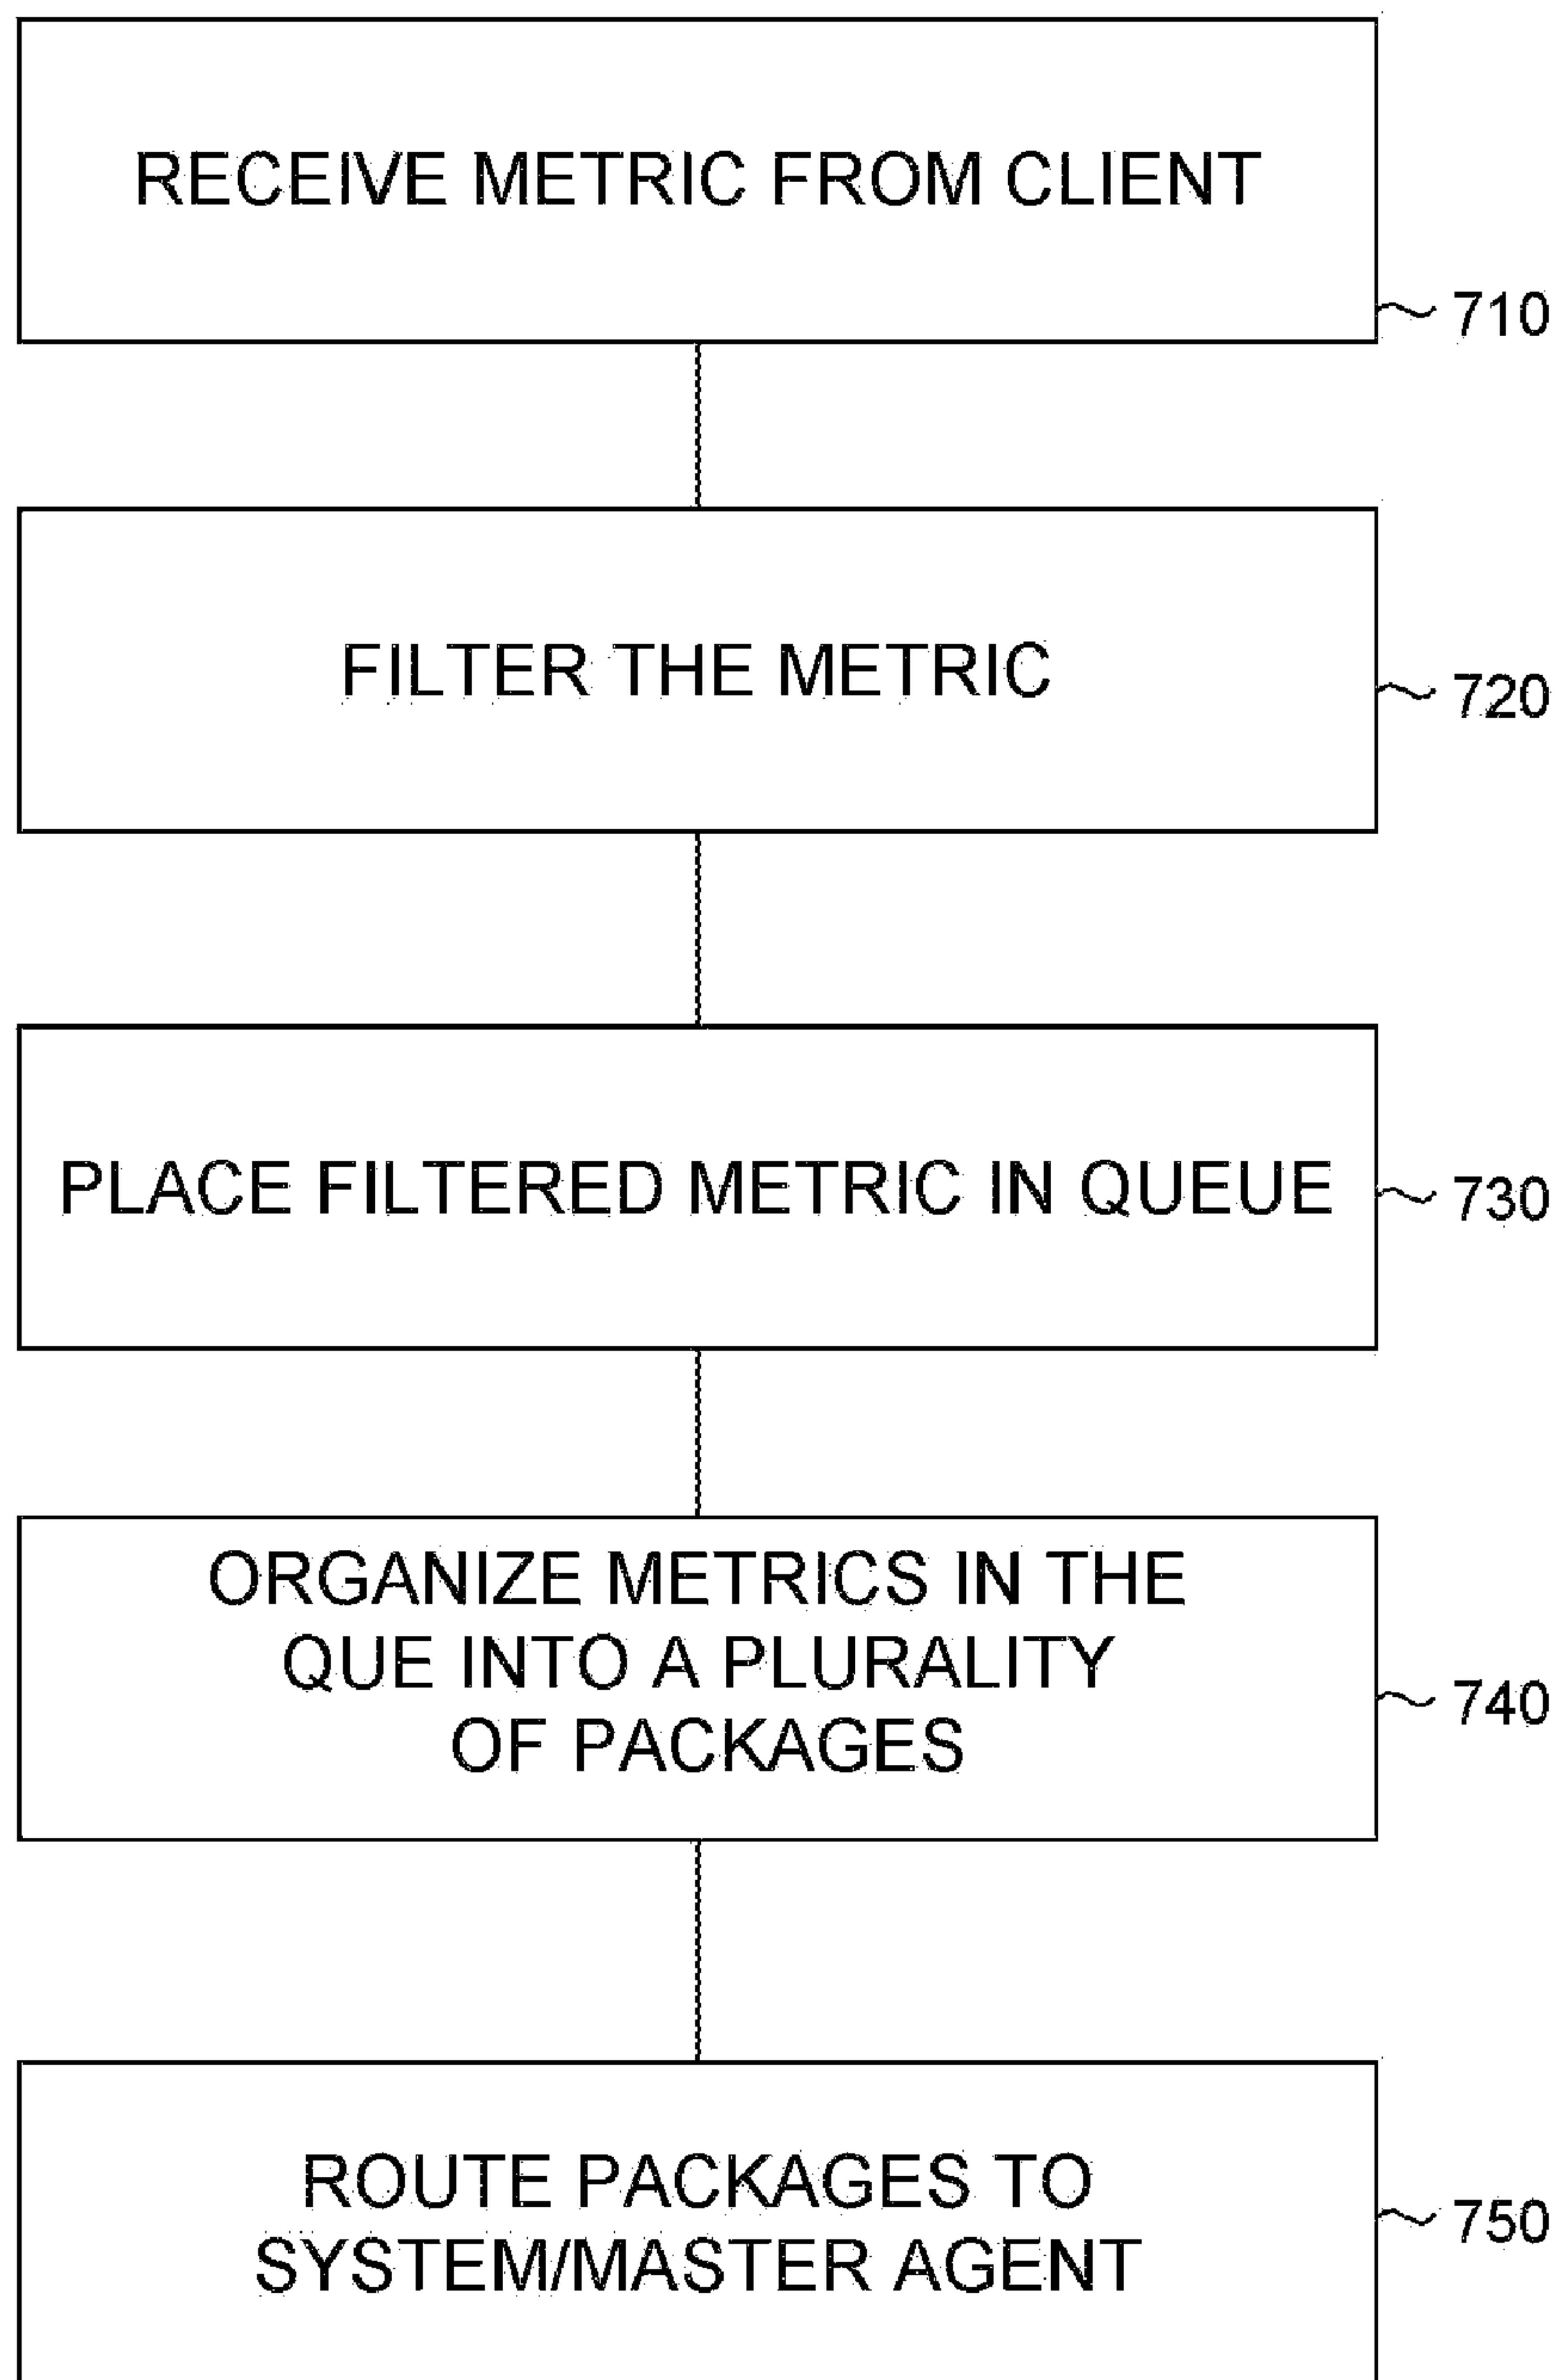 RECEIVE METRIC FROM CLIENT
710
FILTER THE METRIC
720
PLACE FILTERED METRIC IN QUEUE
730
ORGANIZE METRICS IN THE
QUE INTO A PLURALITY
OF PACKAGES
740
ROUTE PACKAGES TO
SYSTEM/MASTER AGENT
750